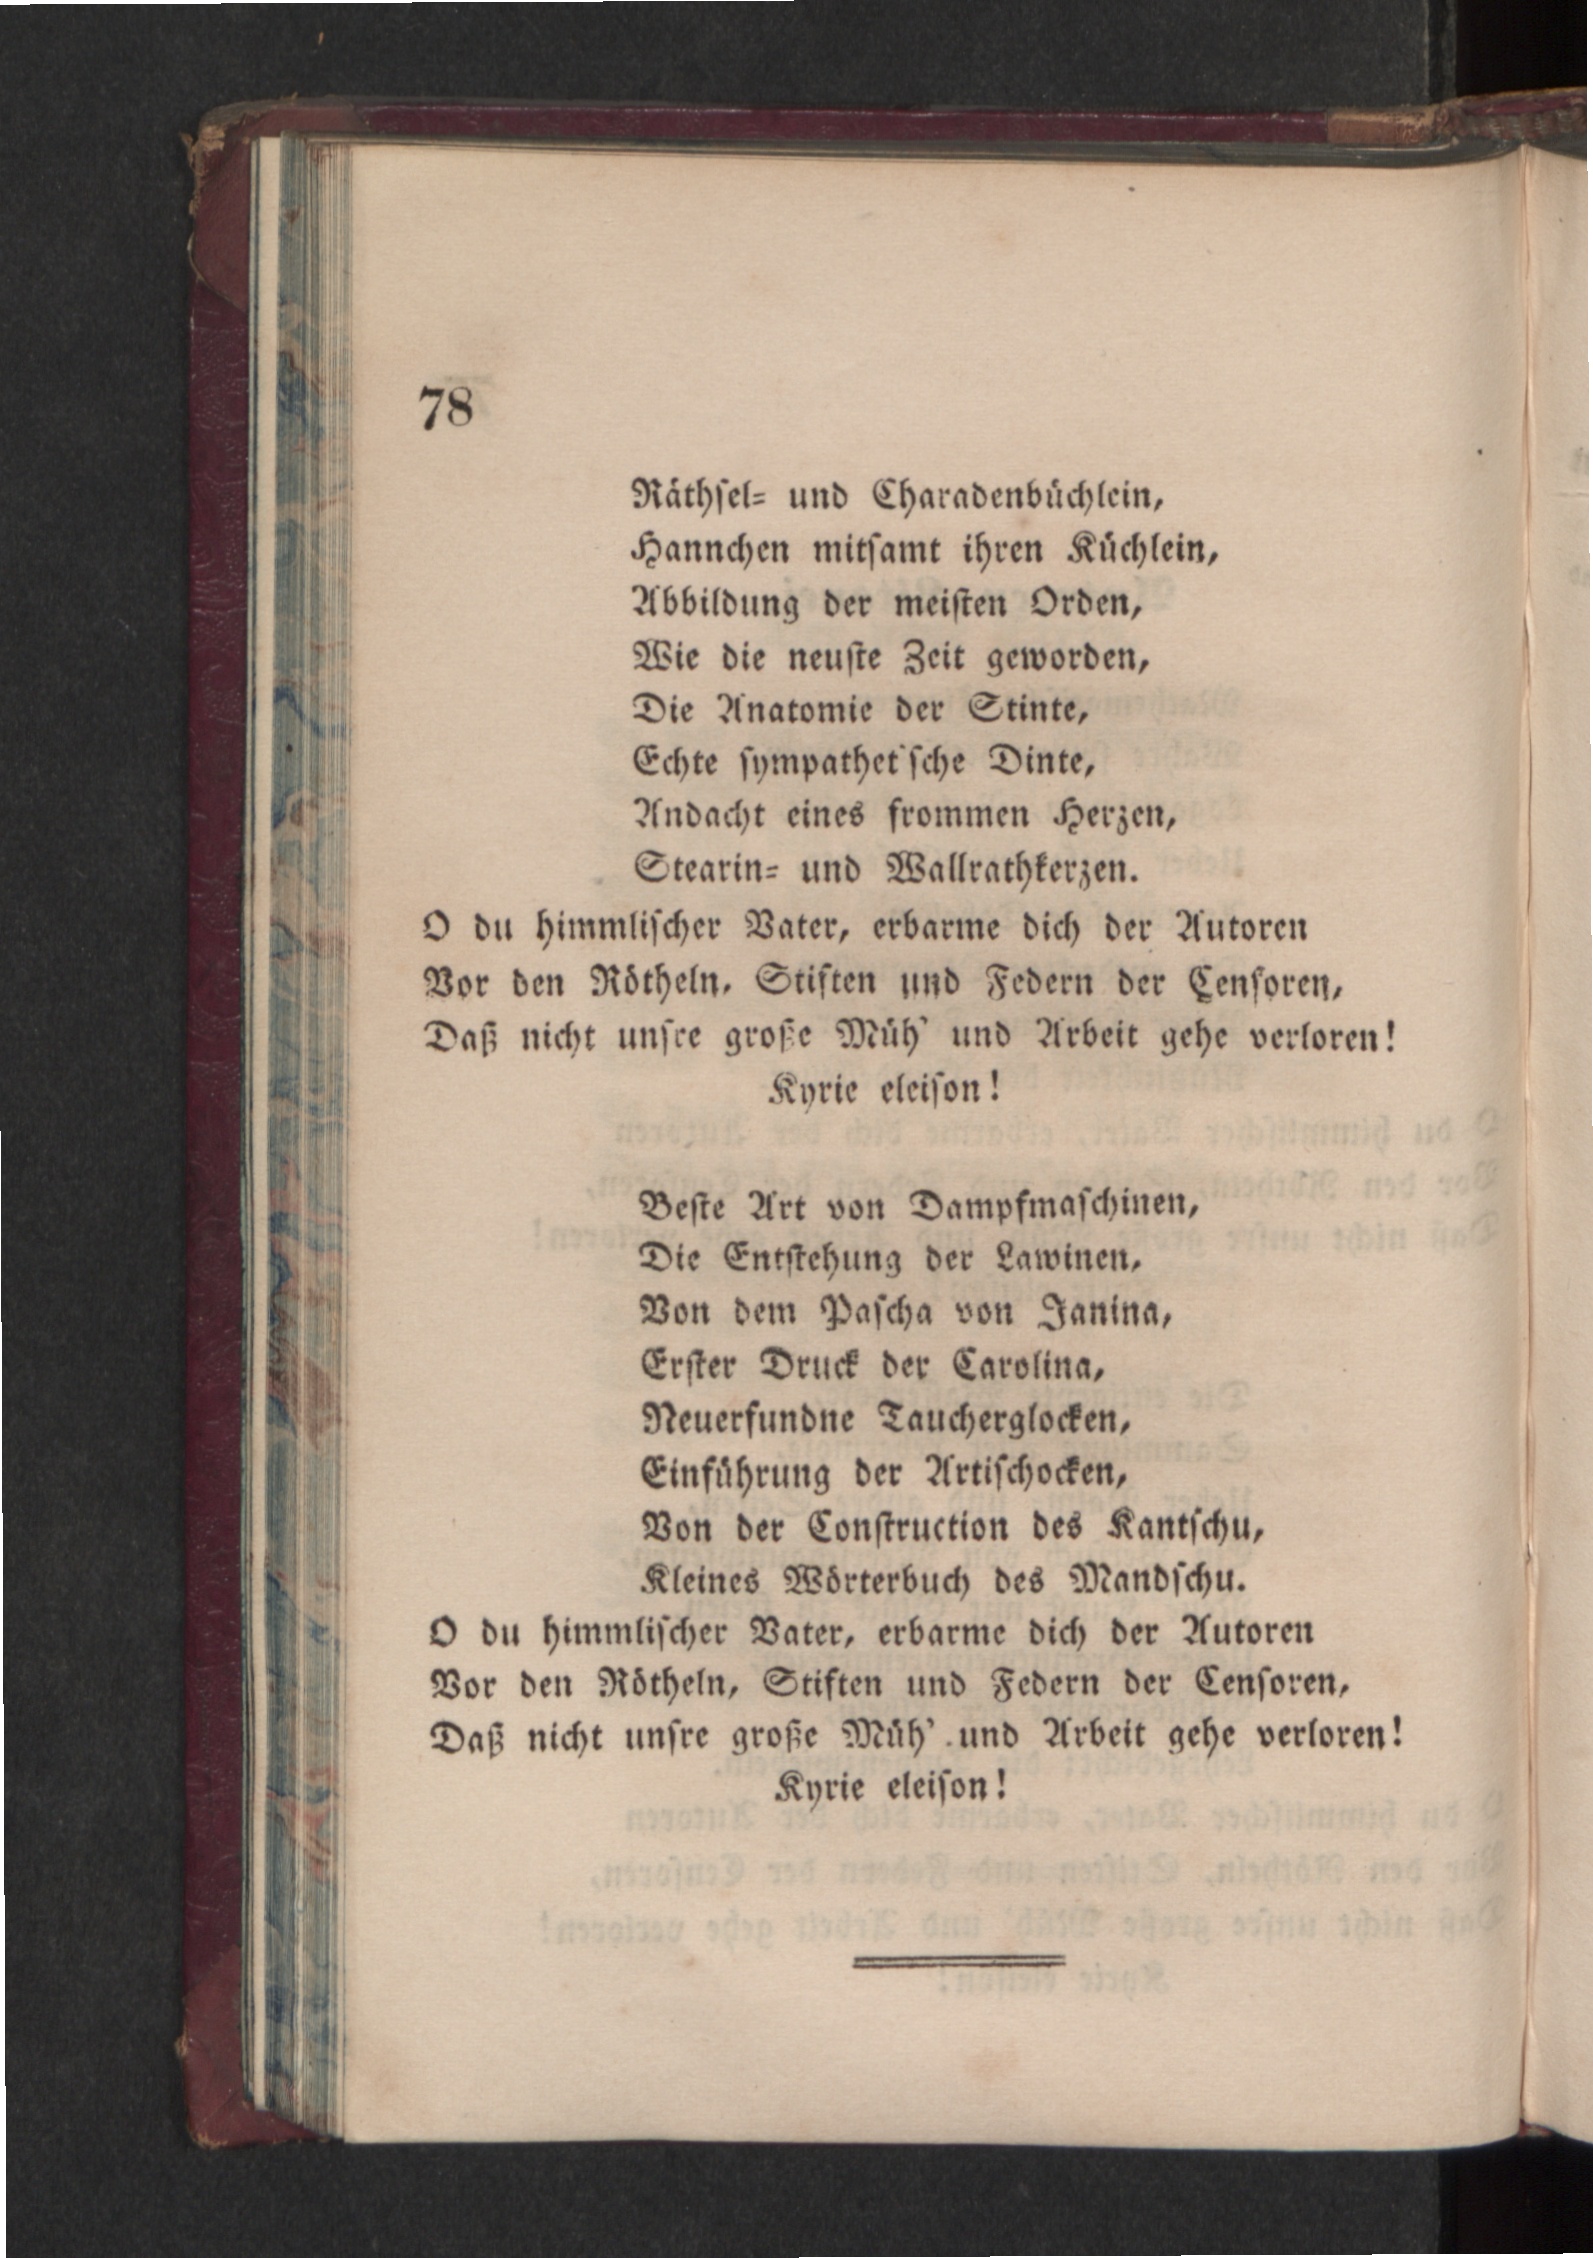 78
Räthsel- und Charadenbüchlein,
Hannchen mitsamt ihren Küchlein,
Abbildung der meisten Orden,
Wie die neuste Zeit geworden,
Die Anatomie der Stinte,
Echte sympathet'sche Dinte,
Andacht eines frommen Herzen,
Stearin- und Wallrathkerzen.
O du himmlischer Vater, erbarme dich der Autoren
Vor den Rötheln, Stiften und Federn der Censoren,
Daß nicht unsre große Müh' und Arbeit gehe verloren!
Kyrie eleison!
Beste Art von Dampfmaschinen,
Die Entstehung der Lawinen,
Von dem Pascha von Janina,
Erster Druck der Carolina,
Neuerfundne Taucherglocken,
Einführung der Artischocken,
Von der Construction des Kantschu,
Kleines Wörterbuch des Mandschu.
O du himmlischer Vater, erbarme dich der Autoren
Vor den Rötheln, Stiften und Federn der Censoren,
Daß nicht unsre große Müh' und Arbeit gehe verloren!
Kyrie eleison!